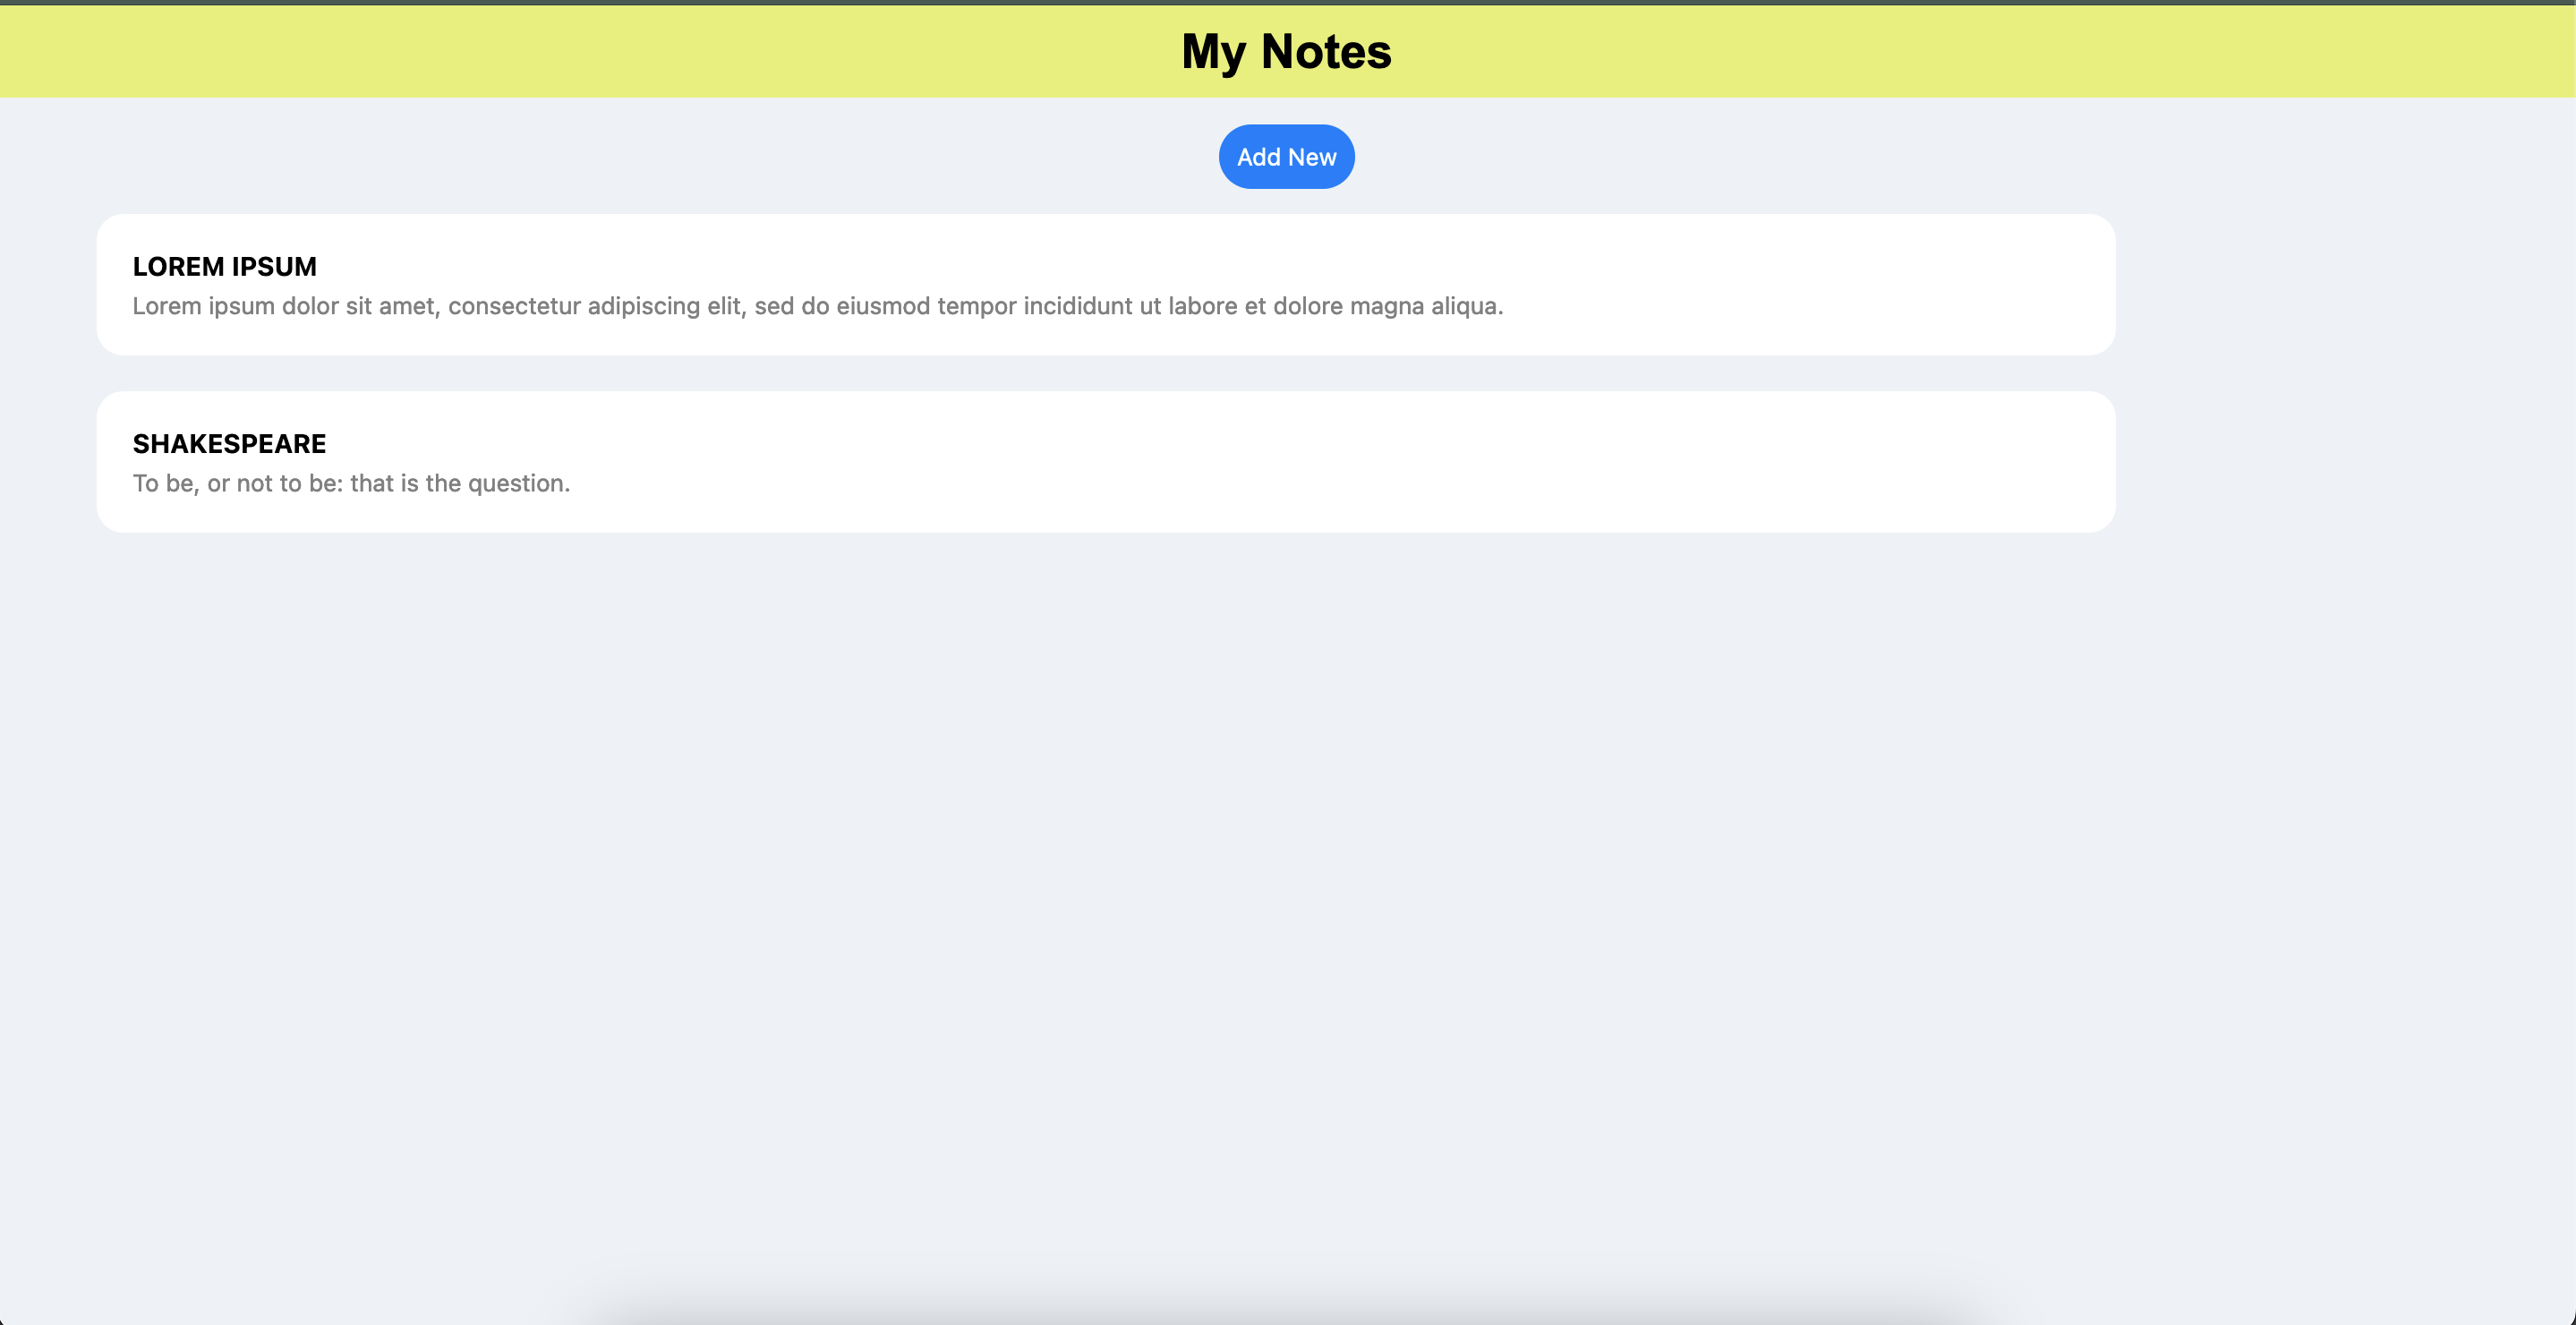 My Notes
Add New
LOREM IPSUM
Lorem ipsum dolor sit amet, consectetur adipiscing elit, sed do eiusmod tempor incididunt ut labore et dolore magna aliqua.
SHAKESPEARE
To be, or not to be: that is the question.